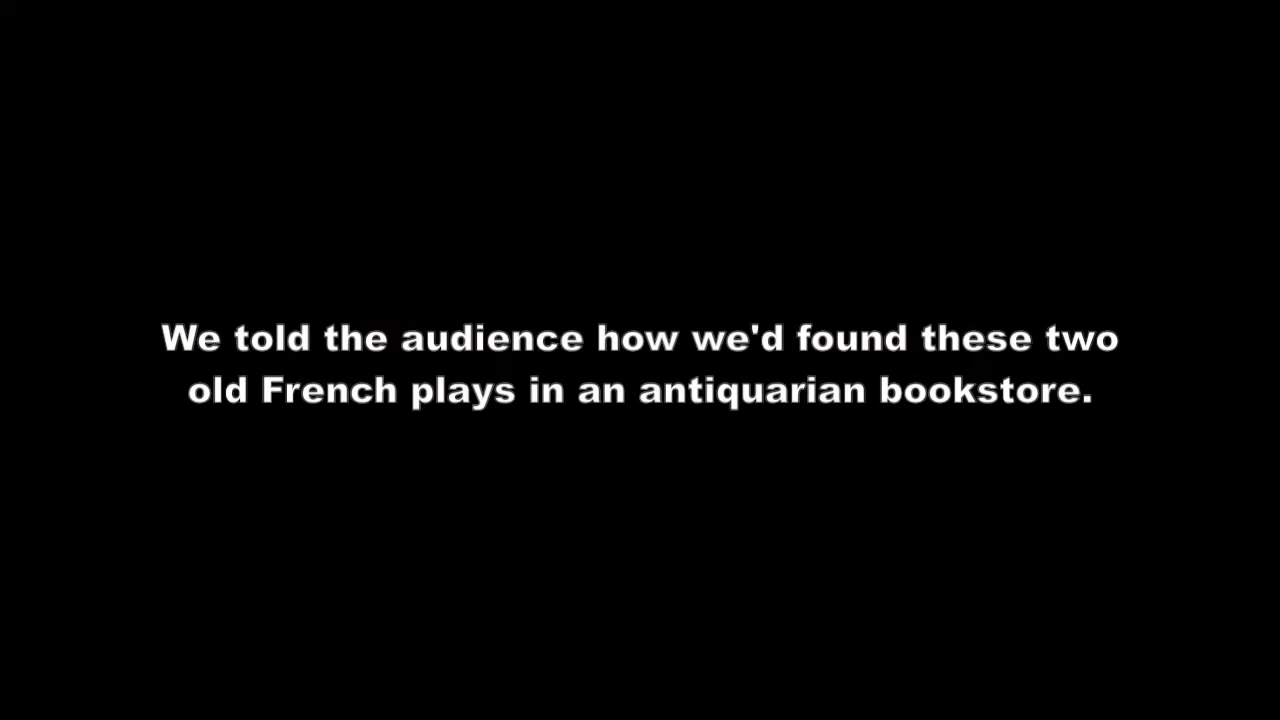 We told the audience how we'd found these two
old French plays in an antiquarian bookstore.